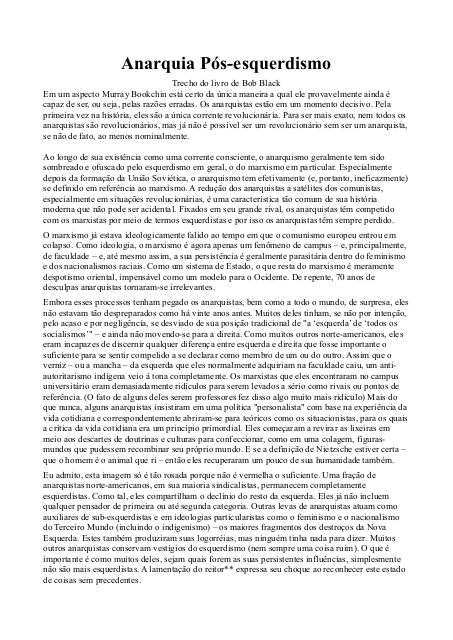 Anarquia Pós-esquerdismo
Trecho do livro de Bob Black
Em um aspecto Murray Bookchin está certo da única maneira a qual ele provavelmente ainda é
capaz de ser, ou seja, pelas razões erradas. Os anarquistas estão em um momento decisivo. Pela
primeira vez na história, eles são a única corrente revolucionária. Para ser mais exato, nem todos os
anarquistas são revolucionários, mas já não é possível ser um revolucionário sem ser um anarquista,
se não de fato, ao menos nominalmente.
Ao longo de sua existência como uma corrente consciente, o anarquismo geralmente tem sido
sombreado e ofuscado pelo esquerdismo em geral, o do marxismo em particular. Especialmente
depois da formação da União Soviética, o anarquismo tem efetivamente (e, portanto, ineficazmente)
se definido em referência ao marxismo. A redução dos anarquistas a satélites dos comunistas,
especialmente em situações revolucionárias, é uma característica tão comum de sua história
moderna que não pode ser acidental. Fixados em seu grande rival, os anarquistas têm competido
com os marxistas por meio de termos esquerdistas e por isso os anarquistas têm sempre perdido.
O marxismo já estava ideologicamente falido ao tempo em que o comunismo europeu entrou em
colapso. Como ideologia, o marxismo é agora apenas um fenômeno de campus – e, principalmente,
de faculdade – e, até mesmo assim, a sua persistência é geralmente parasitária dentro do feminismo
e dos nacionalismos raciais. Como um sistema de Estado, o que resta do marxismo é meramente
despotismo oriental, impensável como um modelo para o Ocidente. De repente, 70 anos de
desculpas anarquistas tornaram-se irrelevantes.
Embora esses processos tenham pegado os anarquistas, bem como a todo o mundo, de surpresa, eles
não estavam tão despreparados como há vinte anos antes. Muitos deles tinham, se não por intenção,
pelo acaso e por negligência, se desviado de sua posição tradicional de "a ‘esquerda’ de ‘todos os
socialismos’" – e ainda não movendo-se para a direita. Como muitos outros norte-americanos, eles
eram incapazes de discernir qualquer diferença entre esquerda e direita que fosse importante o
suficiente para se sentir compelido a se declarar como membro de um ou do outro. Assim que o
verniz – ou a mancha – da esquerda que eles normalmente adquiriam na faculdade caiu, um anti-
autoritarismo indígena veio à tona completamente. Os marxistas que eles encontraram no campus
universitário eram demasiadamente ridículos para serem levados a sério como rivais ou pontos de
referência. (O fato de alguns deles serem professores fez disso algo muito mais ridículo) Mais do
que nunca, alguns anarquistas insistiram em uma política "personalista" com base na experiência da
vida cotidiana e correspondentemente abriram-se para teóricos como os situacionistas, para os quais
a crítica da vida cotidiana era um princípio primordial. Eles começaram a revirar as lixeiras em
meio aos descartes de doutrinas e culturas para confeccionar, como em uma colagem, figuras-
mundos que pudessem recombinar seu próprio mundo. E se a definição de Nietzsche estiver certa –
que o homem é o animal que ri – então eles recuperaram um pouco de sua humanidade também.
Eu admito, esta imagem só é tão rosada porque não é vermelha o suficiente. Uma fração de
anarquistas norte-americanos, em sua maioria sindicalistas, permanecem completamente
esquerdistas. Como tal, eles compartilham o declínio do resto da esquerda. Eles já não incluem
qualquer pensador de primeira ou até segunda categoria. Outras levas de anarquistas atuam como
auxiliares de sub-esquerdistas e em ideologias particularistas como o feminismo e o nacionalismo
do Terceiro Mundo (incluindo o indigenismo) – os maiores fragmentos dos destroços da Nova
Esquerda. Estes também produziram suas logorréias, mas ninguém tinha nada para dizer. Muitos
outros anarquistas conservam vestígios do esquerdismo (nem sempre uma coisa ruim). O que é
importante é como muitos deles, sejam quais forem as suas persistentes influências, simplesmente
não são mais esquerdistas. A lamentação do reitor** expressa seu choque ao reconhecer este estado
de coisas sem precedentes.